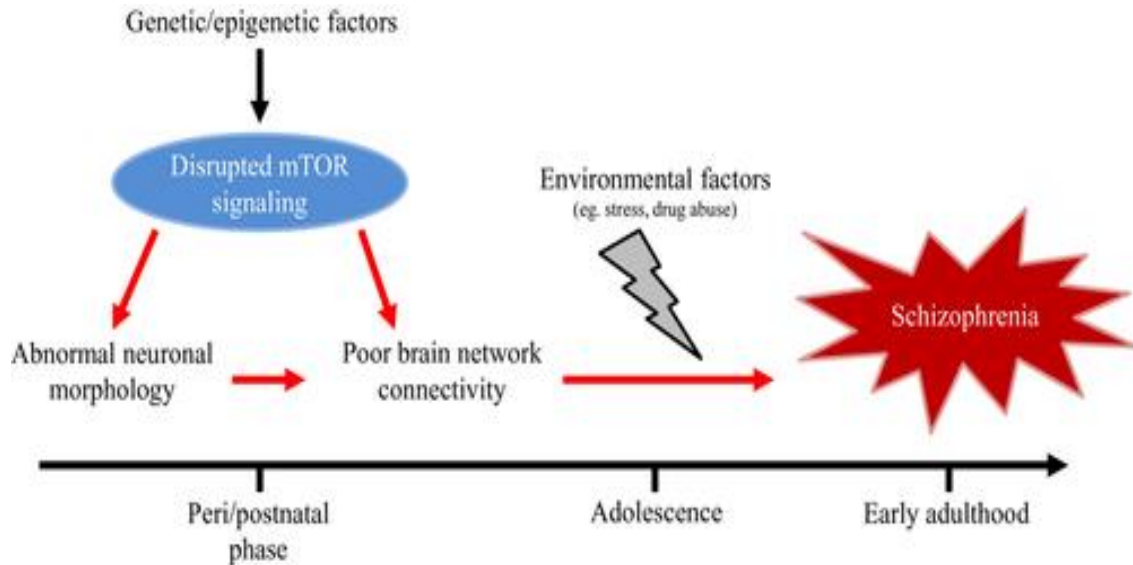 Genetic/epigenetic factors
Disrupted mTOR
signaling
Environmental factors
(eg. stress, drug abuse)
Schizophrenia
Abnormal neuronal
morphology
Poor brain network
connectivity
Peri/postnatal
phase
Adolescence
Early adulthood